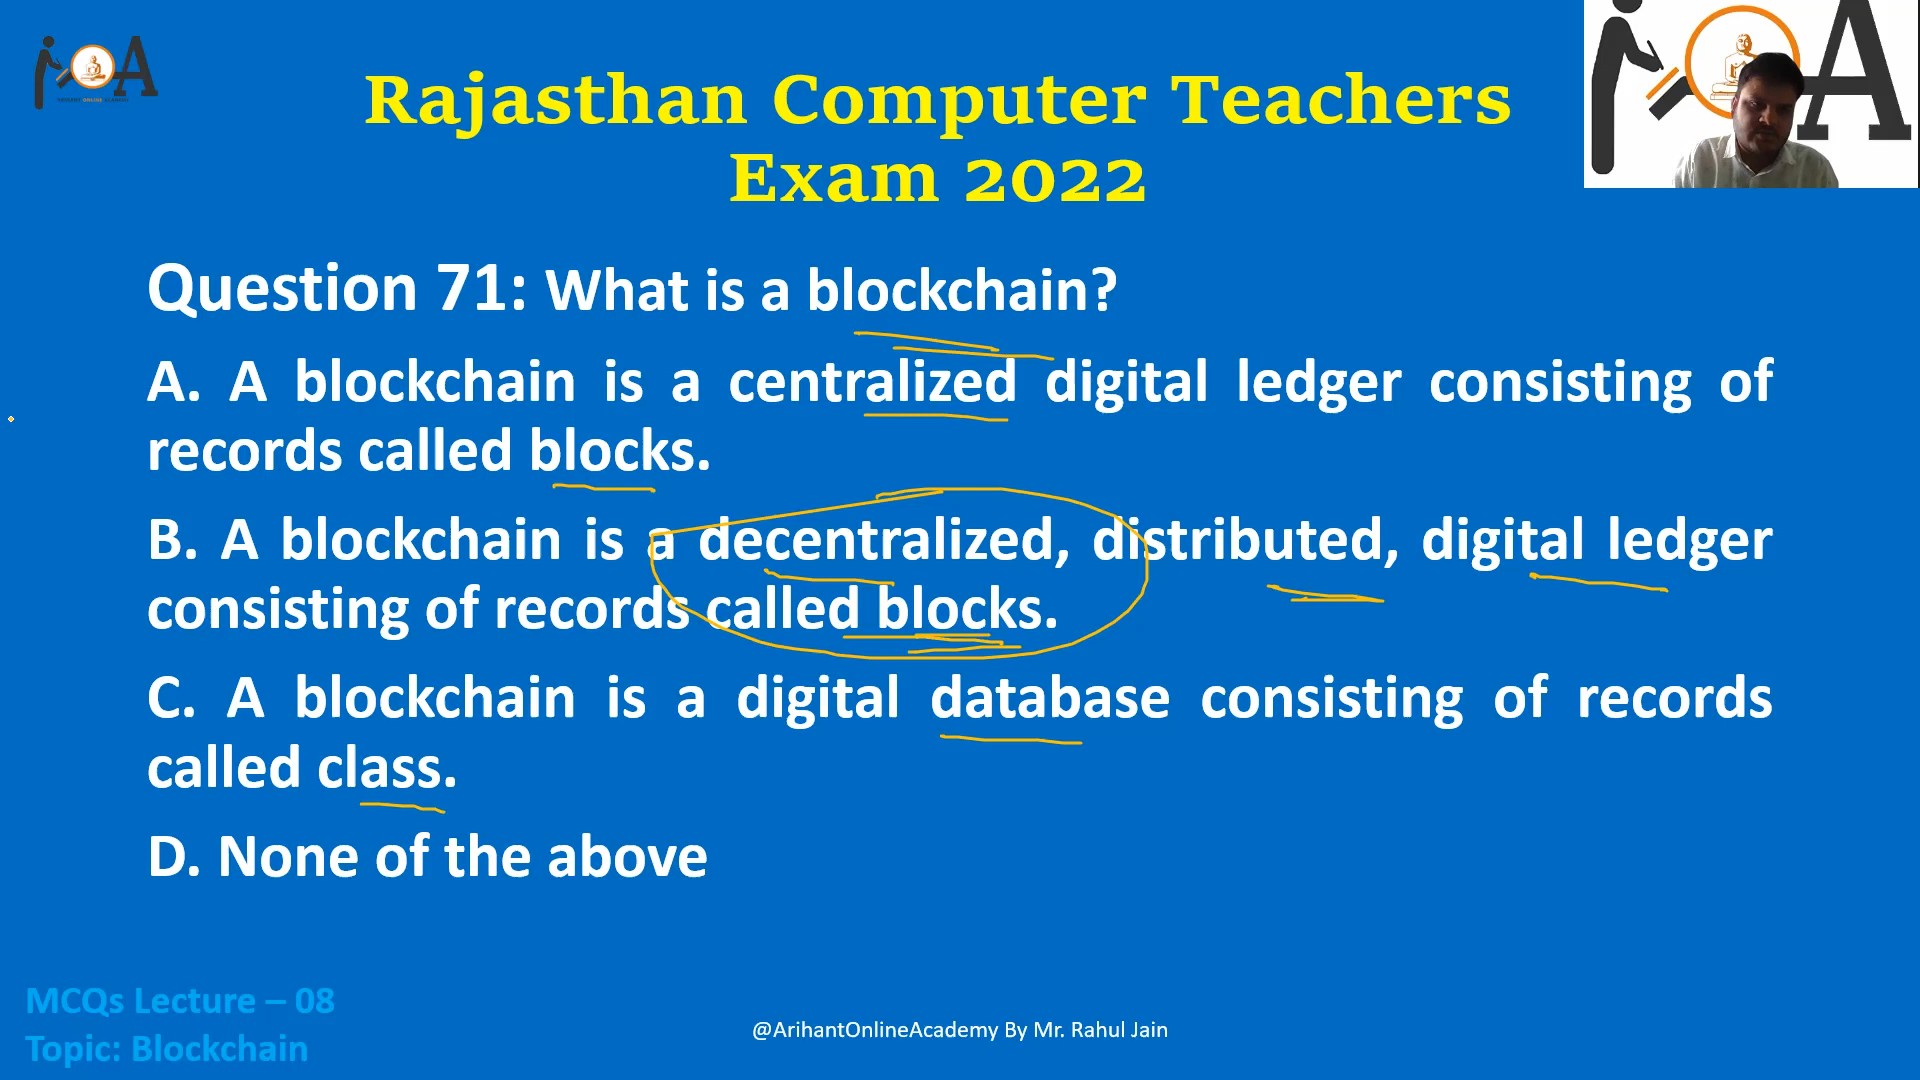 Rajasthan Computer Teachers
Exam 2022
Question 71: What is a blockchain?
A. A blockchain is a centralized digital ledger consisting of
records called blocks.
B. A blockchain is a decentralized, distributed, digital ledger
consisting of records called blocks.
C. A blockchain is a digital database consisting of records
called class.
D. None of the above
MCQs Lecture – 08
Topic: Blockchain
@ArihantOnlineAcademy By Mr. Rahul Jain